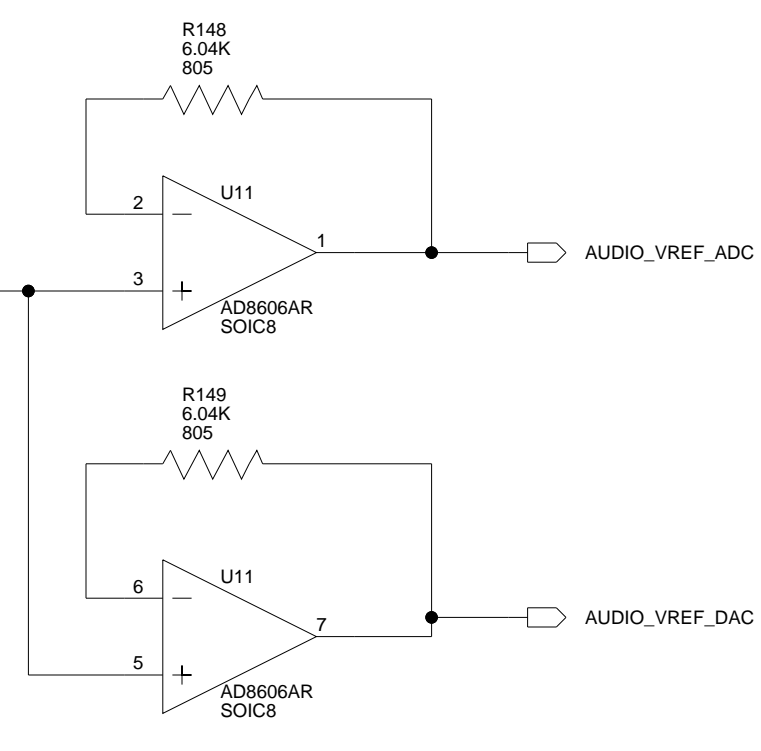 R148
6.04K
805
2
U11
1
AUDIO_VREF_ADC
3
AD8606AR
SOIC8
R149
6.04K
805
6
U11
7
AUDIO_VREF_DAC
5
AD8606AR
SOIC8